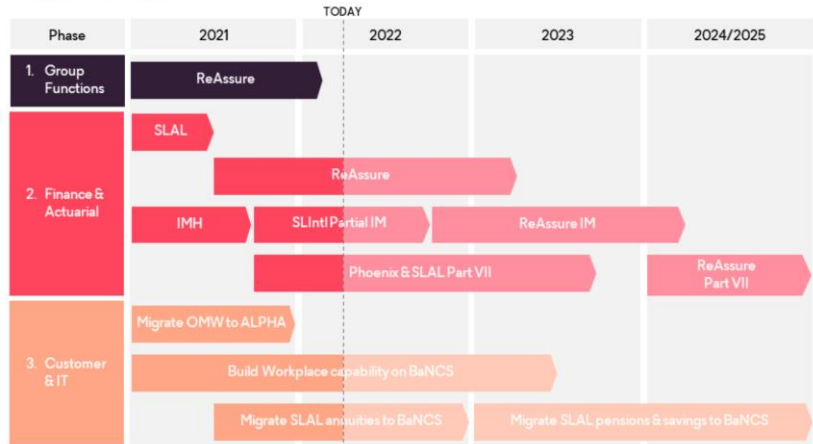 TODAY
Phase 2021 2022 2023 2024/2025
1. Group
Functions
ReAssure
2. Finance &
Actuarial
SLAL
ReAssure
IMH SLIntl Partial IM ReAssure IM
Phoenix & SLAL Part VII
ReAssure
Part VII
3. Customer
& IT
Migrate OMW to ALPHA
Build Workplace capability on BaNCS
Migrate SLAL annuities to BaNCS Migrate SLAL pensions & savings to BaNCS